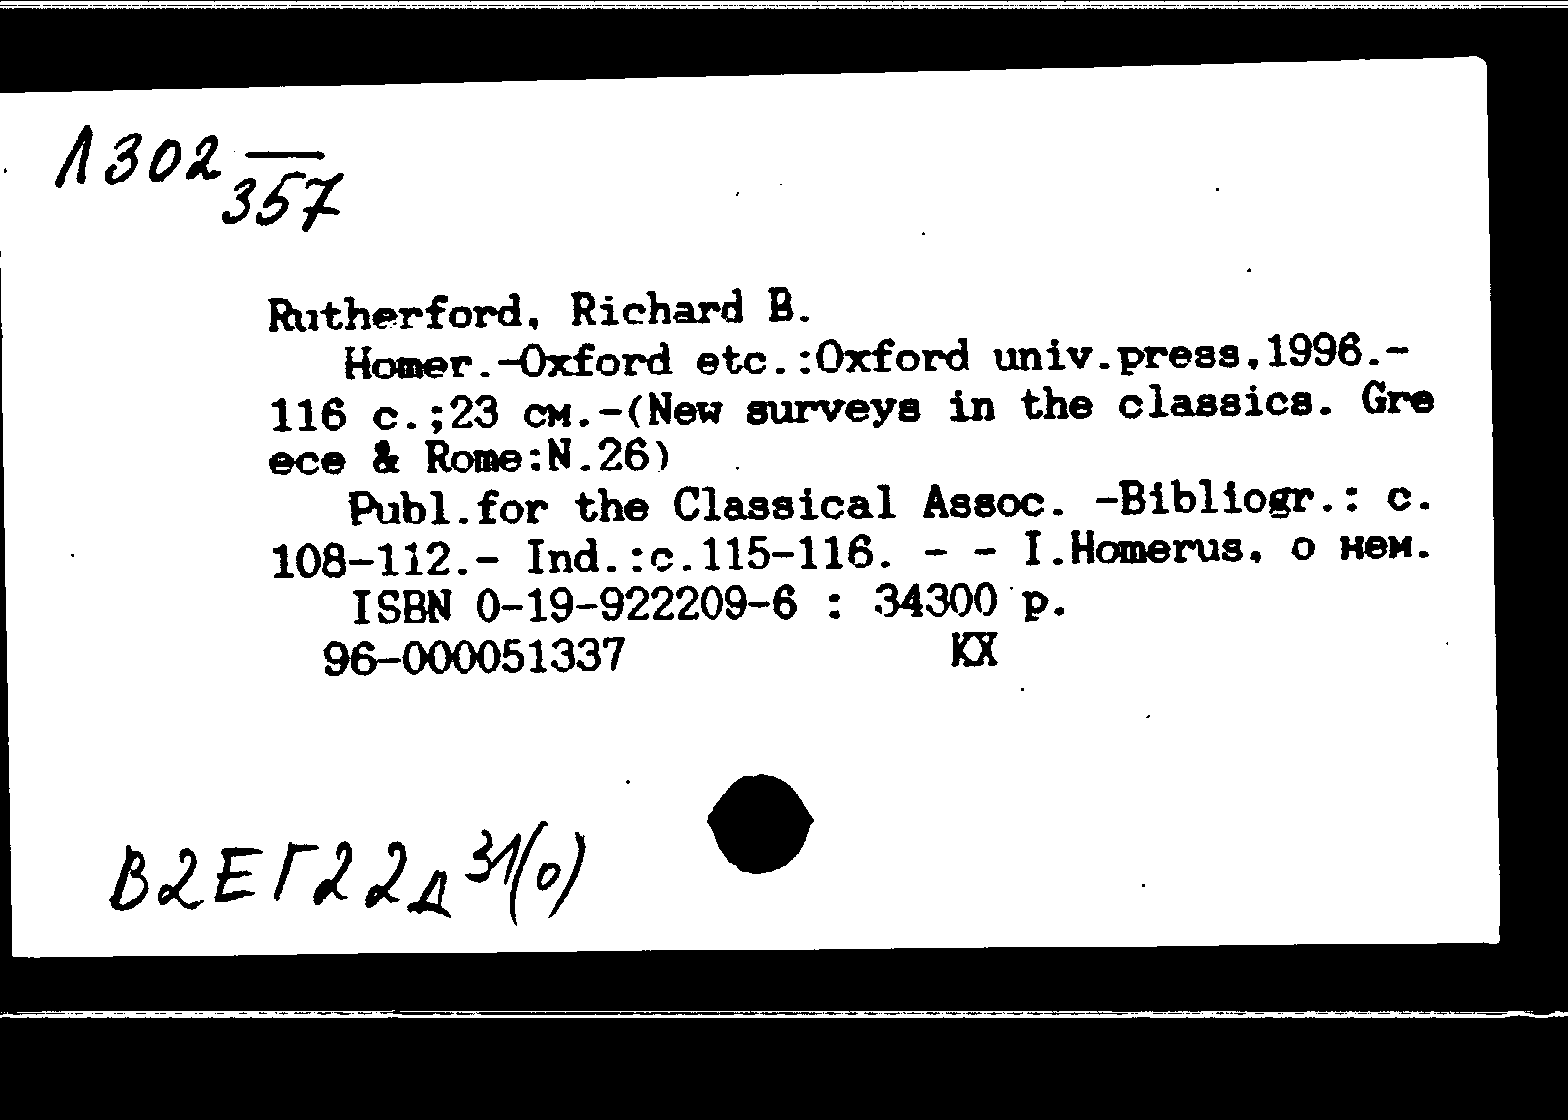 Л302 —
357
Rutherford, Richard B.
Homer.-Oxford etc.:Oxford univ.press,1996.-
116 с.;23 см.-(New surveys in the classics. Gre
ece & Rome:N.26)
Publ.for the Classical Assoc. -Bibliogr.: с.
108-112.- Ind.:с.115-116. - - I.Homerus, о нем.
ISBN 0-19-922209-6 : 34300 р.
96-000051337 КХ
В2ЕГ22д31(0)